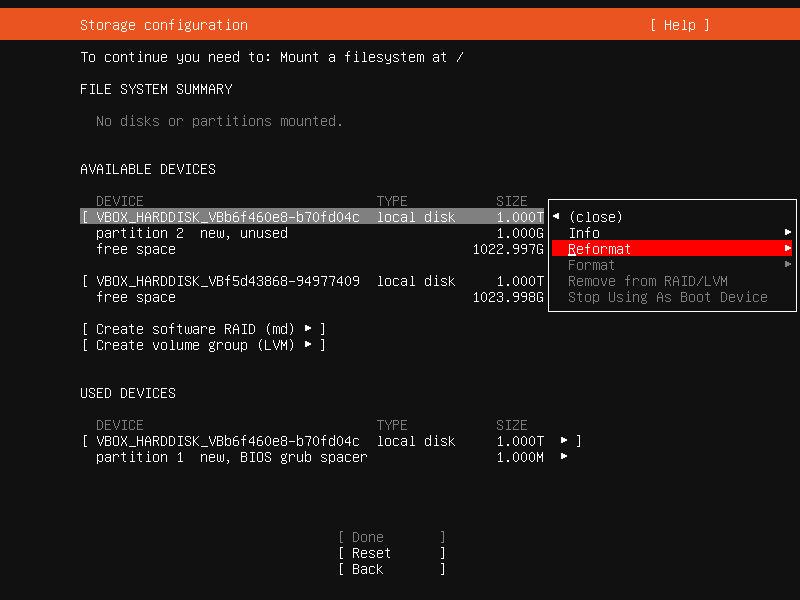 Storage configuration [ Help ]
To continue you need to: Mount a filesystem at /
FILE SYSTEM SUMMARY
No disks or partitions mounted.
AVAILABLE DEVICES
DEVICE TYPE SIZE
[ VBOX_HARDDISK_VBb6f460e8-b70fd04c local disk 1.000T ◂ (close)
partition 2 new, unused 1.000G Info ▸
free space 1022.997G Reformat ▸
Format ▸
[ VBOX_HARDDISK_VBf5d43868-94977409 local disk 1.000T Remove from RAID/LVM
free space 1023.998G Stop Using As Boot Device
[ Create software RAID (md) ▸ ]
[ Create volume group (LVM) ▸ ]
USED DEVICES
DEVICE TYPE SIZE
[ VBOX_HARDDISK_VBb6f460e8-b70fd04c local disk 1.000T ▸ ]
partition 1 new, BIOS grub spacer 1.000M ▸
[ Done ]
[ Reset ]
[ Back ]